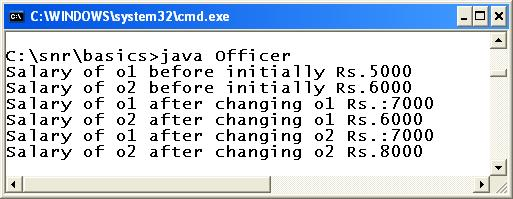 C:\WINDOWS\system32\cmd.exe
C:\snr\basics>java Officer
Salary of o1 before initially Rs.5000
Salary of o2 before initially Rs.6000
Salary of o1 after changing o1 Rs.:7000
Salary of o2 after changing o1 Rs.6000
Salary of o1 after changing o2 Rs.:7000
Salary of o2 after changing o2 Rs.8000